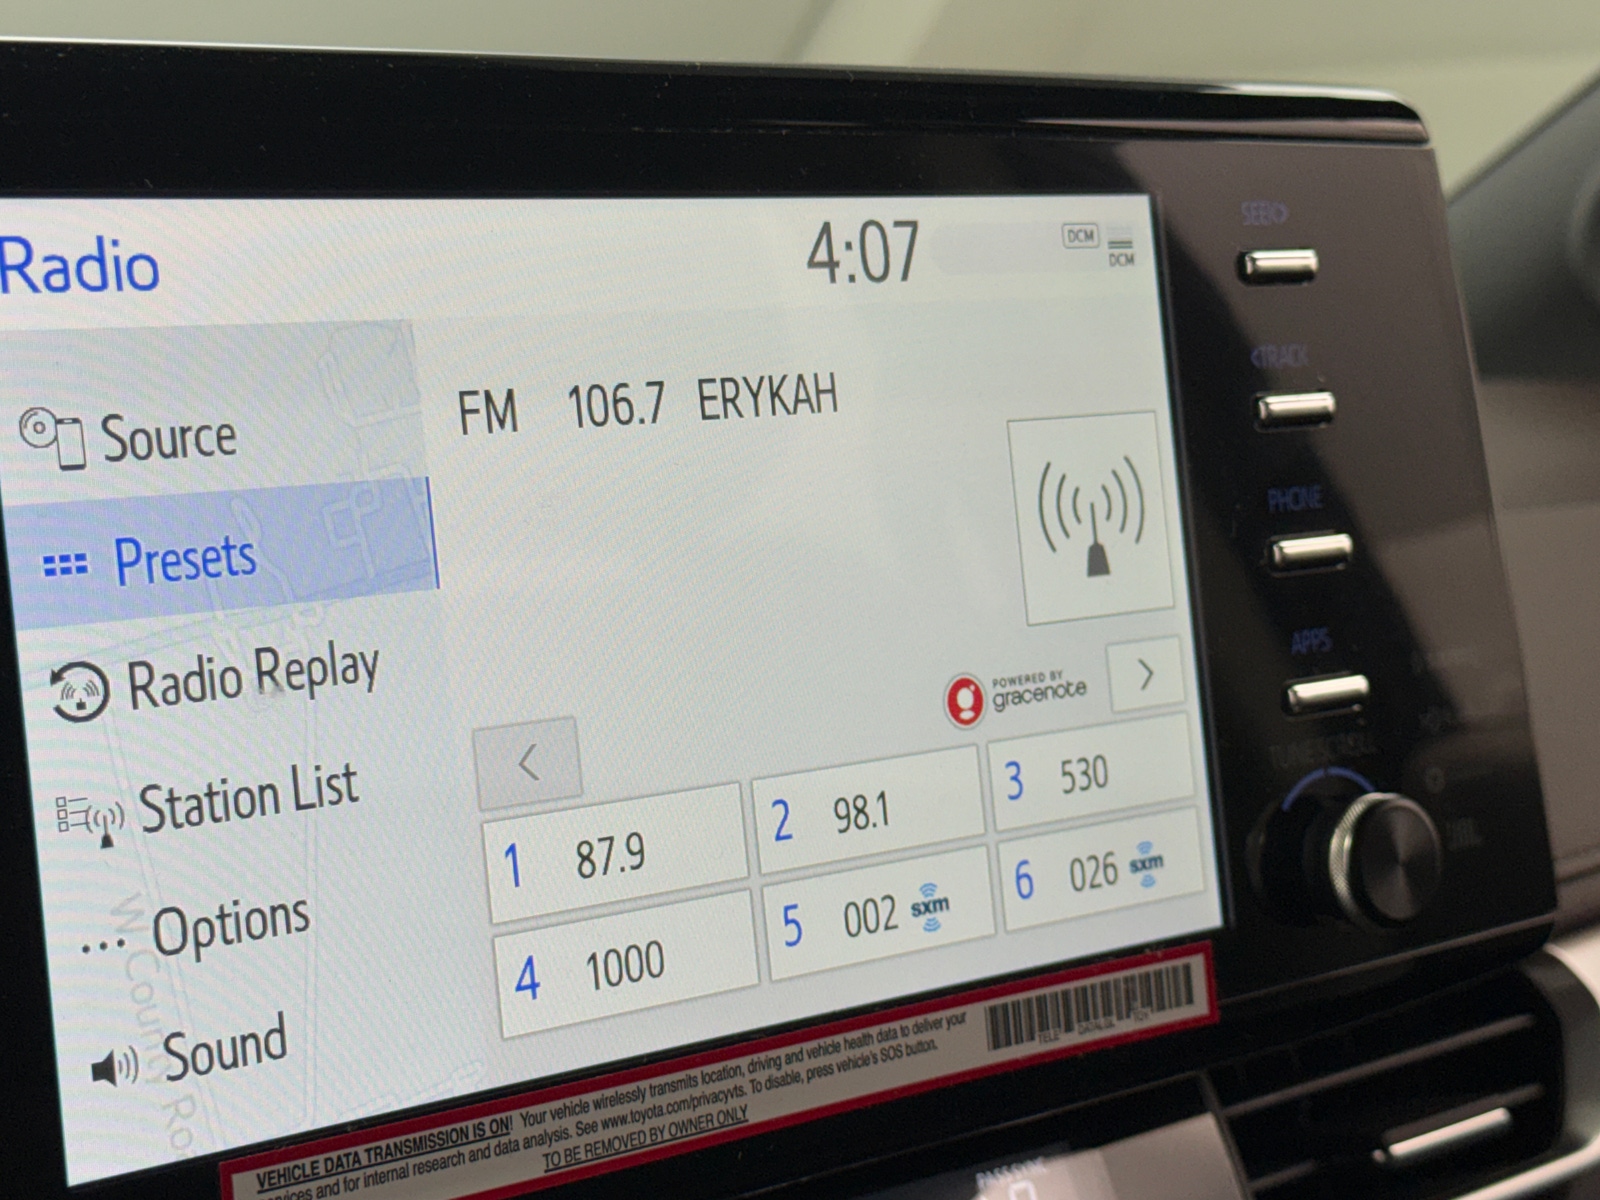 Radio
4:07
DCM
DCM
SEEK>
<TRACK
PHONE
APPS
TUNE/SCROLL
FM 106.7 ERYKAH
Source
Presets
Radio Replay
Station List
... Options
Sound
POWERED BY
gracenote
>
<
1 87.9
2 98.1
3 530
4 1000
5 002 sxm
6 026 sxm
W County Ro
VEHICLE DATA TRANSMISSION IS ON! Your vehicle wirelessly transmits location, driving and vehicle health data to deliver your
services and for internal research and data analysis. See www.toyota.com/privacyvts. To disable, press vehicle's SOS button.
TO BE REMOVED BY OWNER ONLY